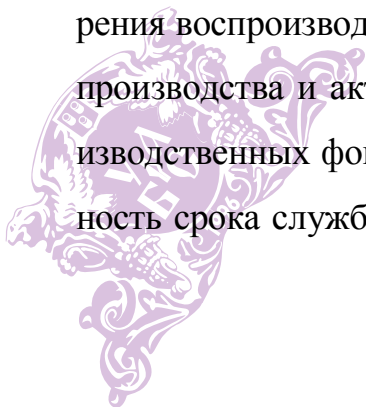 рения воспроизвод
производства и ак
изводственных фо
ность срока служб